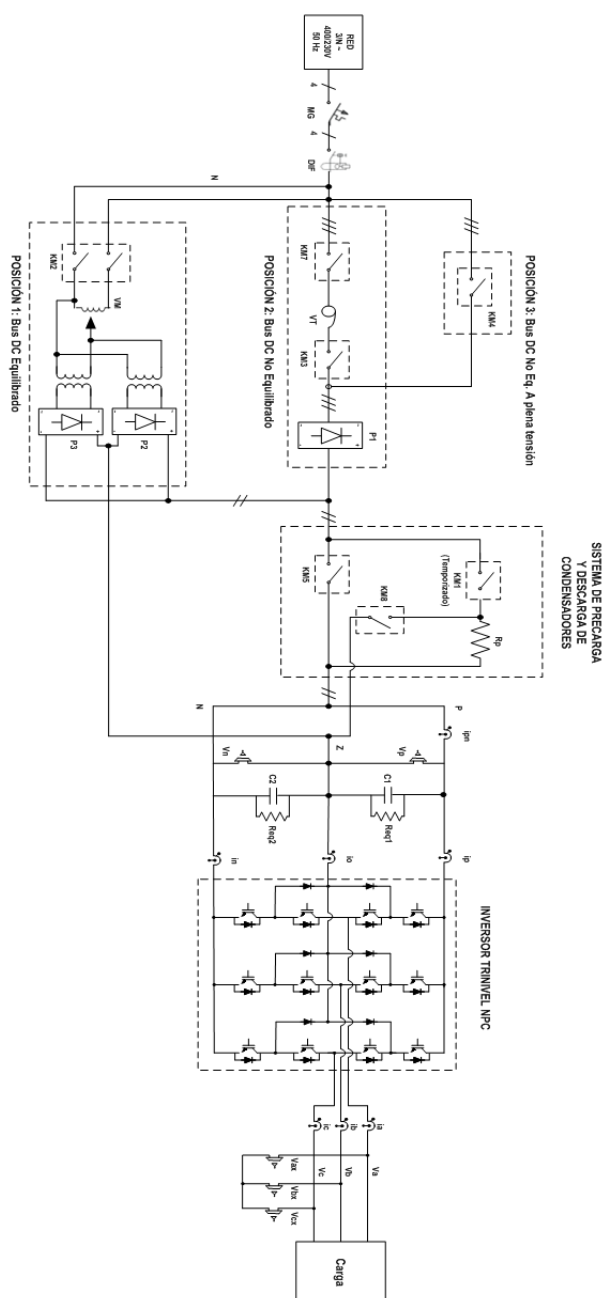 RED
3/N ~
400/230V
50 Hz
4
MG
4
DIF
N
POSICIÓN 3: Bus DC No Eq. A plena tensión
KM4
POSICIÓN 2: Bus DC No Equilibrado
KM7
VT
KM3
P1
POSICIÓN 1: Bus DC Equilibrado
KM2
VM
P2
P3
SISTEMA DE PRECARGA
Y DESCARGA DE
CONDENSADORES
KM1
(Temporizado)
Rp
KM8
KM5
P
ipn
Z
N
Vp
Vn
C1
Req1
C2
Req2
ip
io
in
INVERSOR TRINIVEL NPC
ia
ib
ic
Va
Vb
Vc
Vax
Vbx
Vcx
Carga